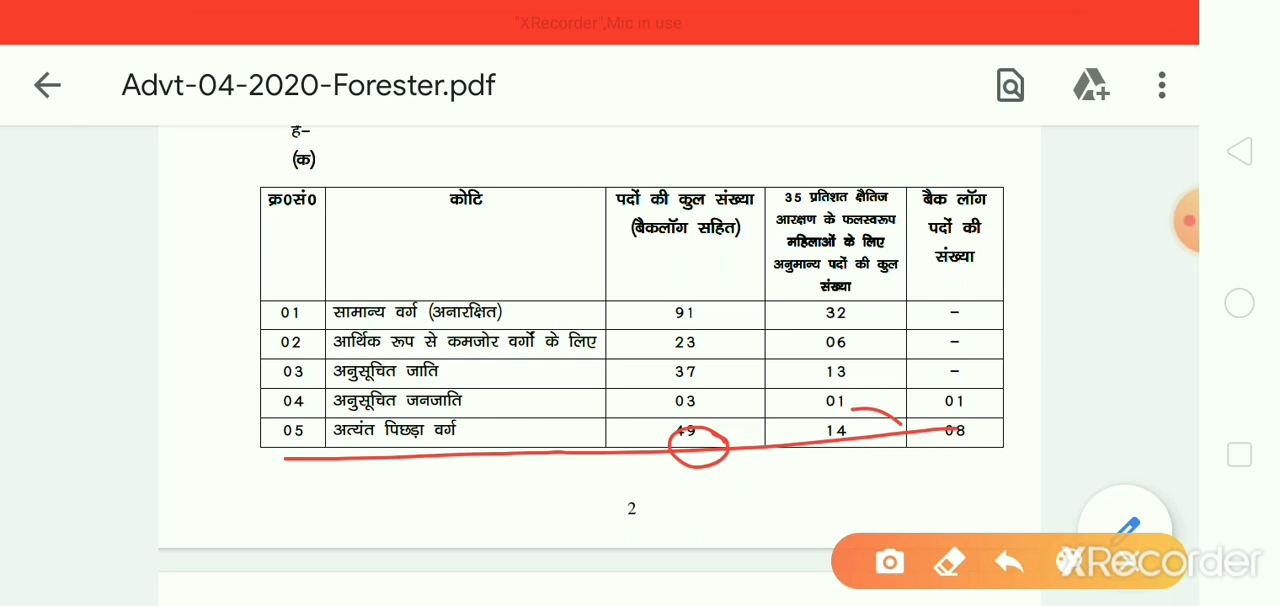 "XRecorder",Mic in use
Advt-04-2020-Forester.pdf
है–
(क)
क्र0सं0 कोटि पदों की कुल संख्या (बैकलॉग सहित) 35 प्रतिशत क्षैतिज आरक्षण के फलस्वरूप महिलाओं के लिए अनुमान्य पदों की कुल संख्या बैक लॉग पदों की संख्या
01 सामान्य वर्ग (अनारक्षित) 91 32 –
02 आर्थिक रूप से कमजोर वर्गों के लिए 23 06 –
03 अनुसूचित जाति 37 13 –
04 अनुसूचित जनजाति 03 01 01
05 अत्यंत पिछड़ा वर्ग 49 14 08
2
XRecorder